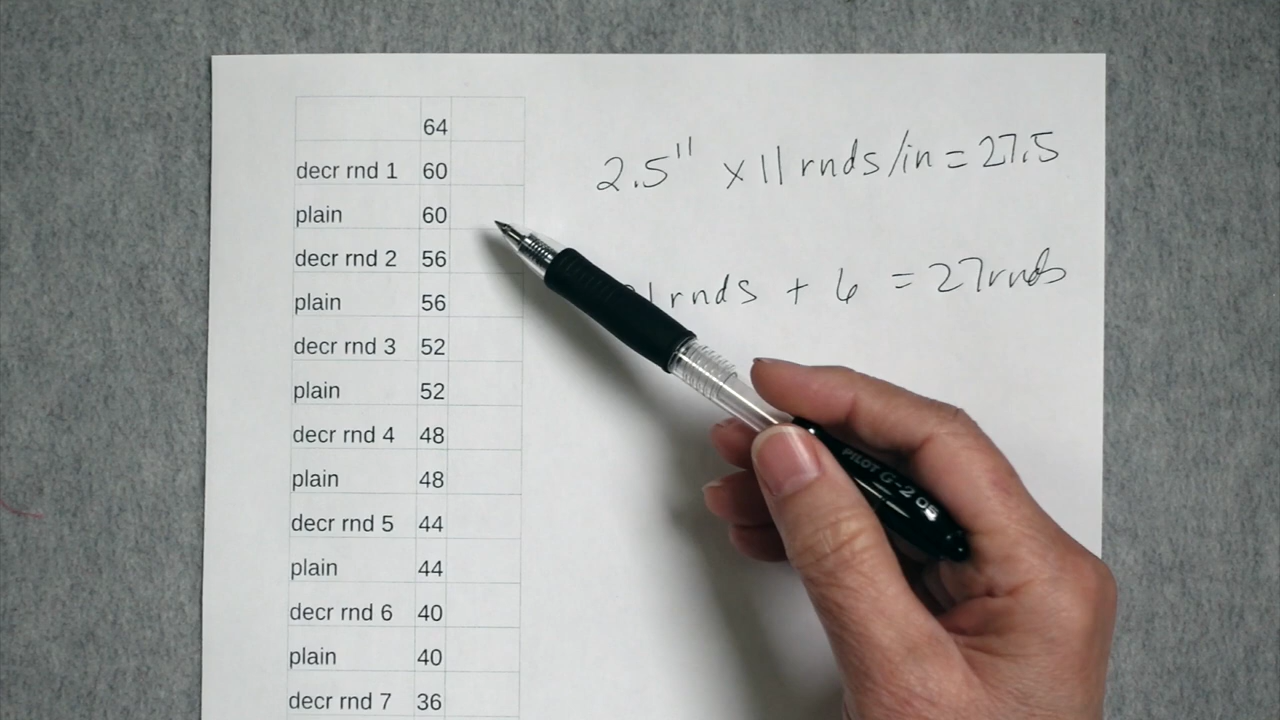 64
decr rnd 1 60
plain 60
decr rnd 2 56
plain 56
decr rnd 3 52
plain 52
decr rnd 4 48
plain 48
decr rnd 5 44
plain 44
decr rnd 6 40
plain 40
decr rnd 7 36
2.5" x 11 rnds/in = 27.5
rnds + 6 = 27 rnds
PILOT G-2 05